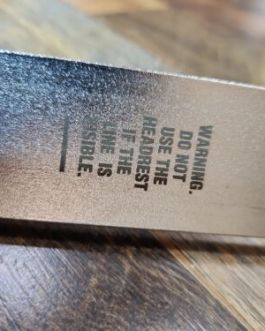 WARNING.
DO NOT
USE THE
HEADREST
IF THE
LINE IS
VISIBLE.